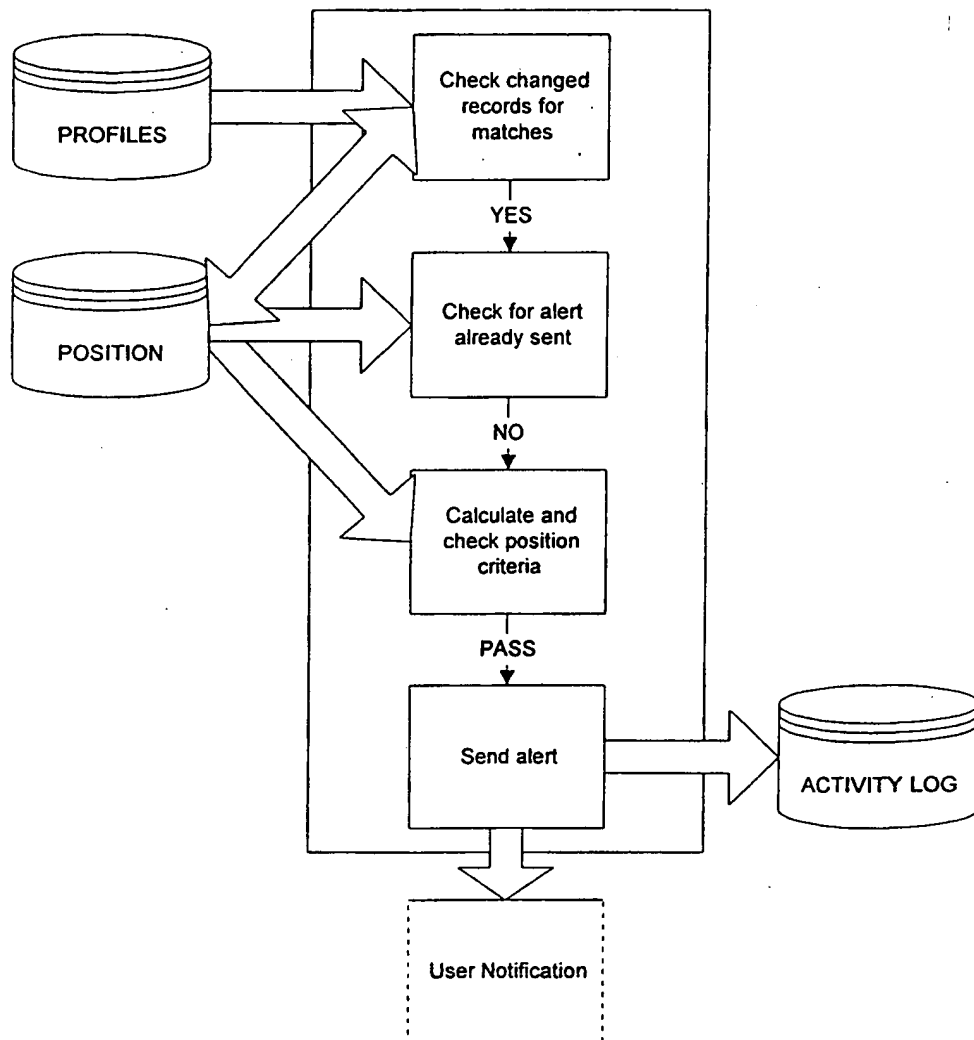 PROFILES
Check changed
records for
matches
YES
POSITION
Check for alert
already sent
NO
Calculate and
check position
criteria
PASS
Send alert
ACTIVITY LOG
User Notification